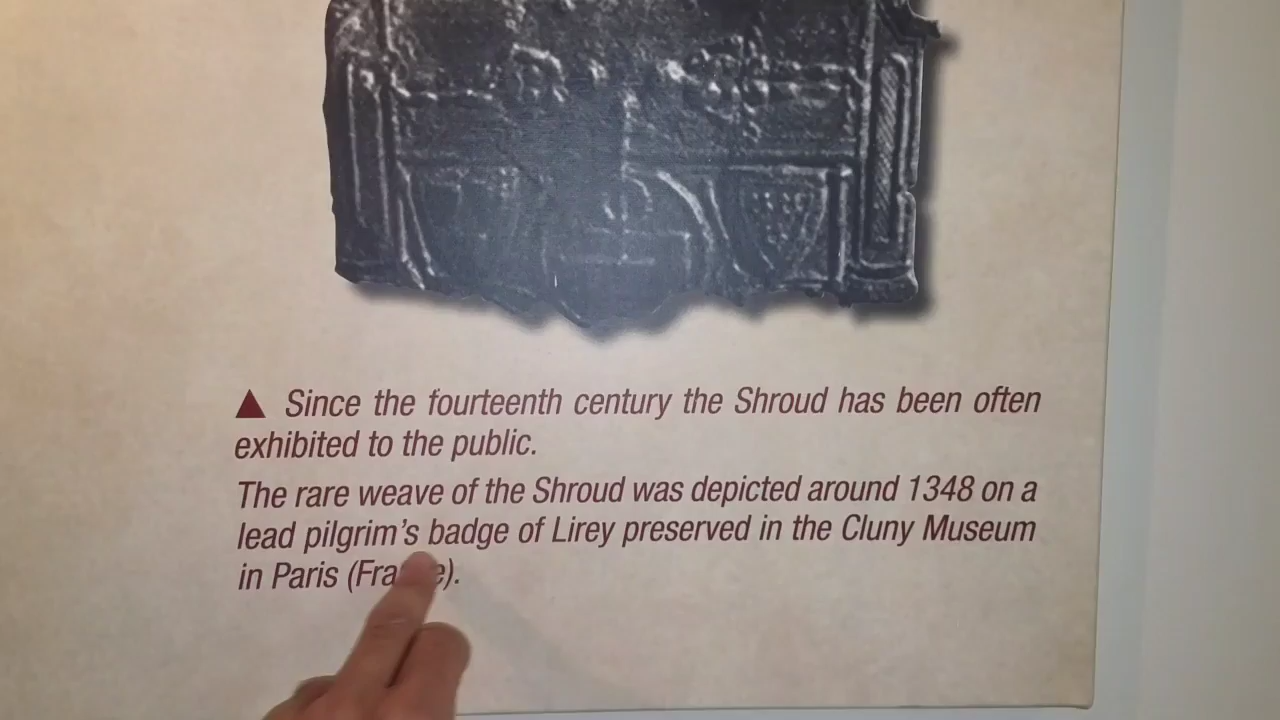 ▲ Since the fourteenth century the Shroud has been often
exhibited to the public.
The rare weave of the Shroud was depicted around 1348 on a
lead pilgrim's badge of Lirey preserved in the Cluny Museum
in Paris